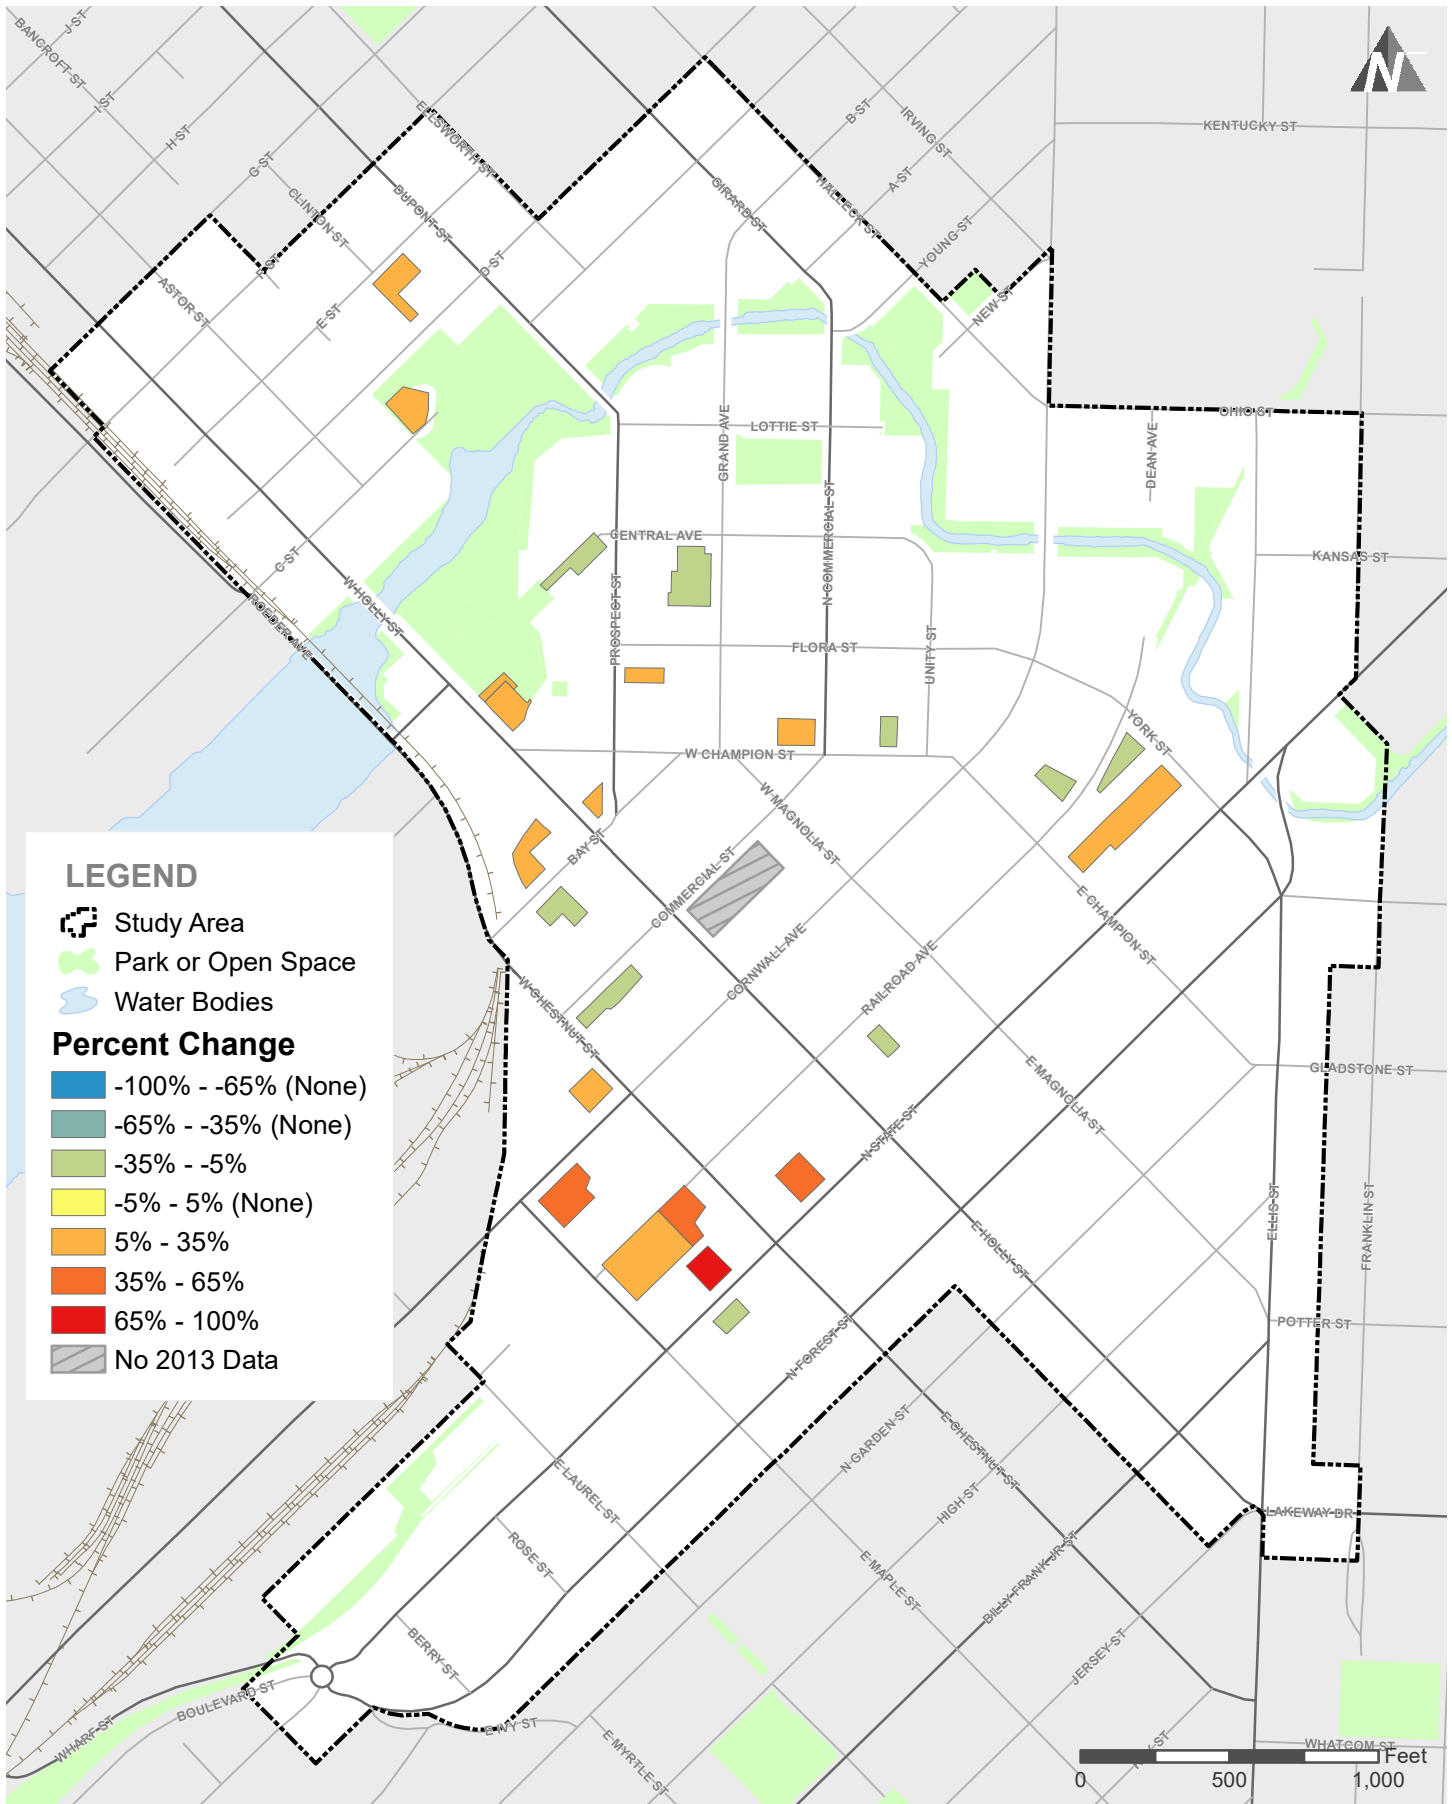 J ST
BANCROFT ST
I ST
H ST
G ST
ELLSWORTH ST
CLINTON ST
DUPONT ST
F ST
D ST
ASTOR ST
E ST
GIRARD ST
HALLECK ST
B ST
IRVING ST
A ST
YOUNG ST
NEW ST
N
KENTUCKY ST
OHIO ST
DEAN AVE
LOTTIE ST
GRAND AVE
N COMMERCIAL ST
CENTRAL AVE
KANSAS ST
C ST
W HOLLY ST
ROEDER AVE
PROSPECT ST
FLORA ST
UNITY ST
YORK ST
W CHAMPION ST
W MAGNOLIA ST
BAY ST
COMMERCIAL ST
CORNWALL AVE
RAILROAD AVE
E CHAMPION ST
W CHESTNUT ST
E MAGNOLIA ST
GLADSTONE ST
N STATE ST
ELLIS ST
FRANKLIN ST
E HOLLY ST
POTTER ST
N FOREST ST
N GARDEN ST
E CHESTNUT ST
HIGH ST
LAKEWAY DR
E LAUREL ST
ROSE ST
E MAPLE ST
BILLY FRANK JR ST
BERRY ST
JERSEY ST
BOULEVARD ST
WHARF ST
E IVY ST
E MYRTLE ST
WHATCOM ST
LEGEND
Study Area
Park or Open Space
Water Bodies
Percent Change
-100% - -65% (None)
-65% - -35% (None)
-35% - -5%
-5% - 5% (None)
5% - 35%
35% - 65%
65% - 100%
No 2013 Data
Feet
0 500 1,000